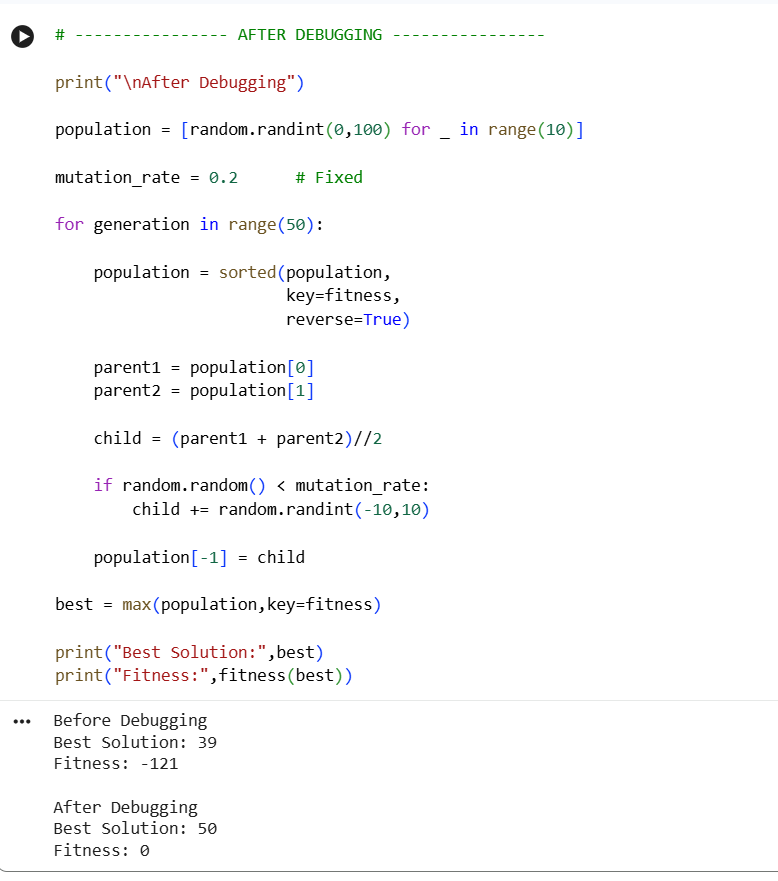 # ---------------- AFTER DEBUGGING ----------------
print("\nAfter Debugging")
population = [random.randint(0,100) for _ in range(10)]
mutation_rate = 0.2      # Fixed
for generation in range(50):
    population = sorted(population,
                        key=fitness,
                        reverse=True)
    parent1 = population[0]
    parent2 = population[1]
    child = (parent1 + parent2)//2
    if random.random() < mutation_rate:
        child += random.randint(-10,10)
    population[-1] = child
best = max(population,key=fitness)
print("Best Solution:",best)
print("Fitness:",fitness(best))
Before Debugging
Best Solution: 39
Fitness: -121
After Debugging
Best Solution: 50
Fitness: 0